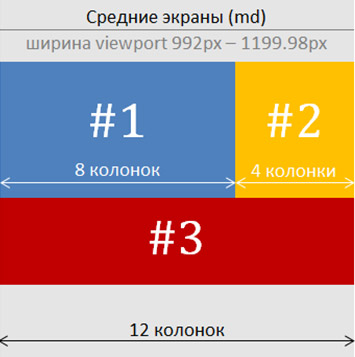 Средние экраны (md)
ширина viewport 992px – 1199.98px
#1 #2
8 колонок 4 колонки
#3
12 колонок